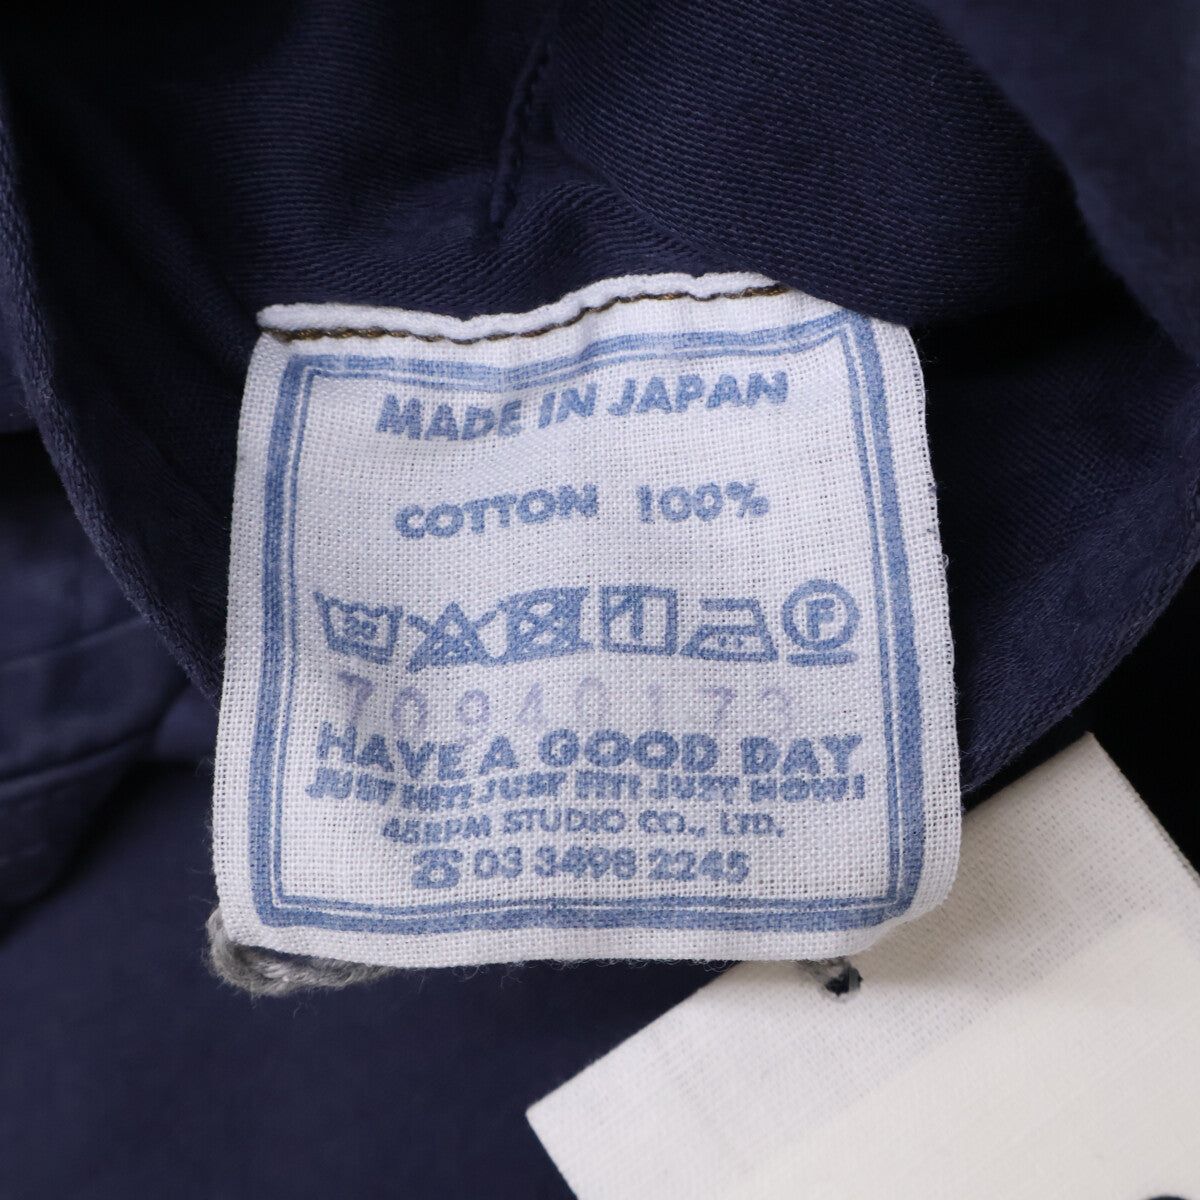 MADE IN JAPAN
COTTON 100%
F
70940173
HAVE A GOOD DAY
JUST HIT! JUST FIT! JUST NOW!
45RPM STUDIO CO., LTD.
☎ 03 3498 2245